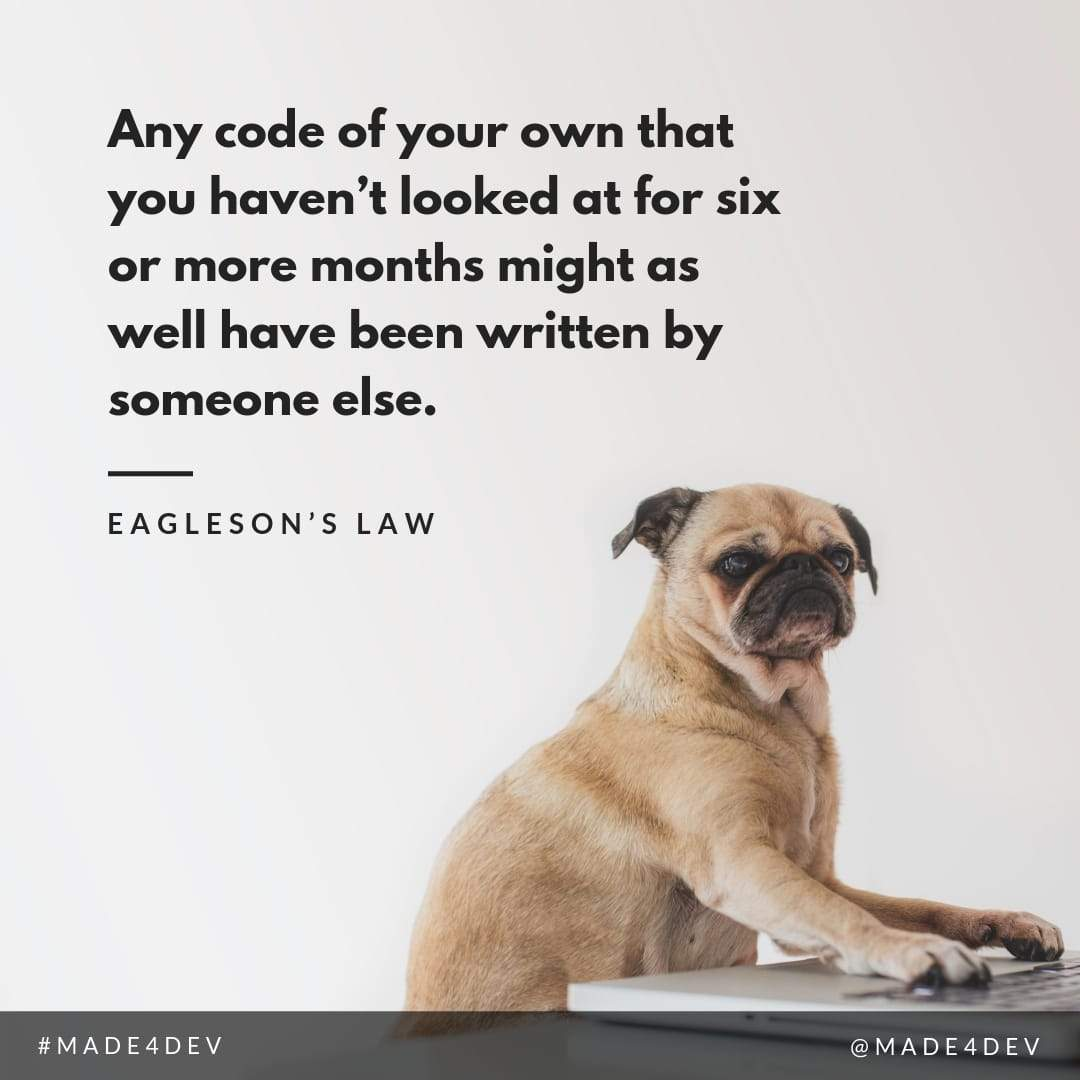 Any code of your own that
you haven’t looked at for six
or more months might as
well have been written by
someone else.
EAGLESON’S LAW
#MADE4DEV
@MADE4DEV